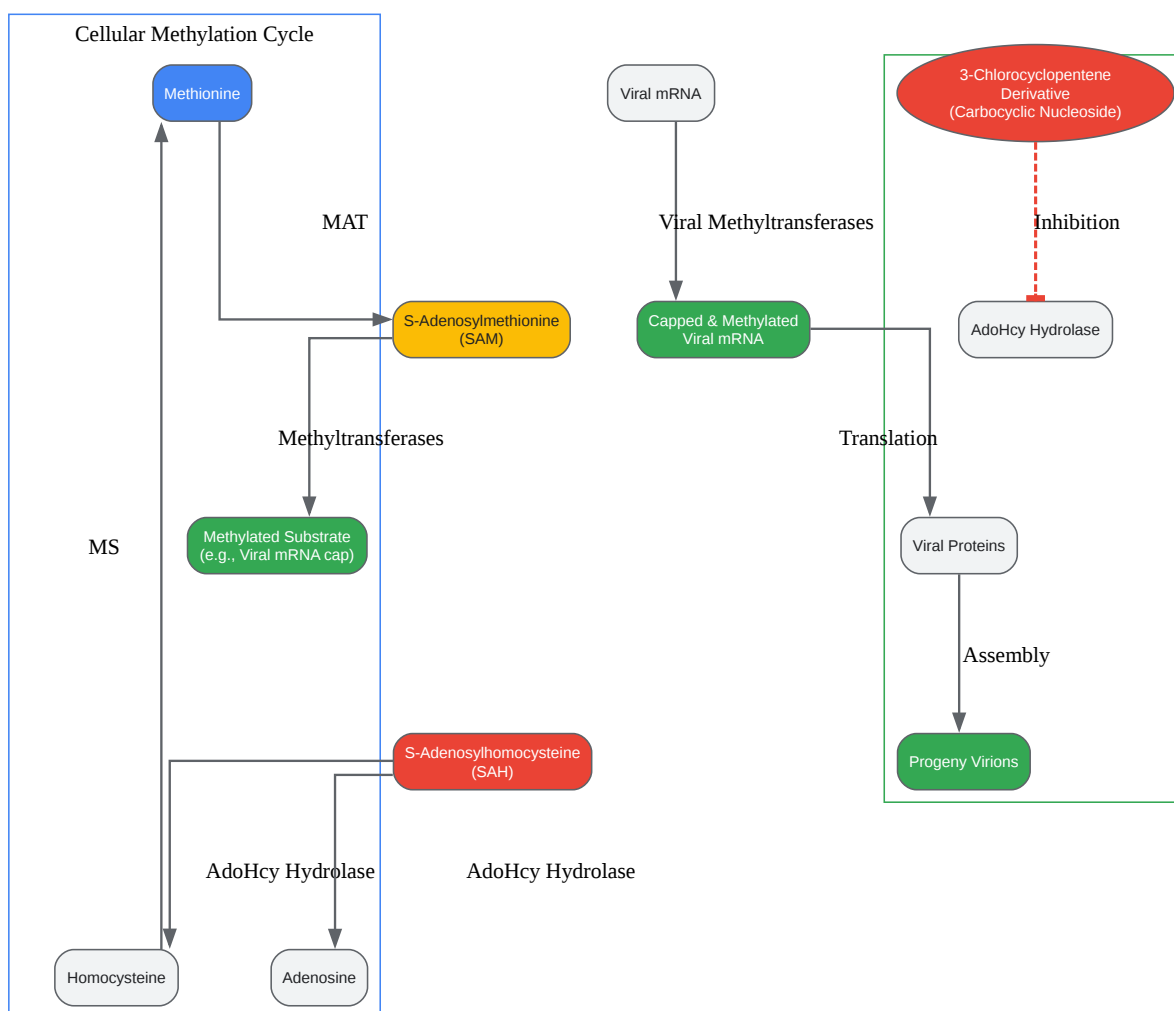 Cellular Methylation Cycle
Methionine
Viral mRNA
3-Chlorocyclopentene
Derivative
(Carbocyclic Nucleoside)
MAT
Viral Methyltransferases
Inhibition
S-Adenosylmethionine
(SAM)
Capped & Methylated
Viral mRNA
AdoHcy Hydrolase
Methyltransferases
Translation
MS
Methylated Substrate
(e.g., Viral mRNA cap)
Viral Proteins
Assembly
S-Adenosylhomocysteine
(SAH)
Progeny Virions
AdoHcy Hydrolase
AdoHcy Hydrolase
Homocysteine
Adenosine